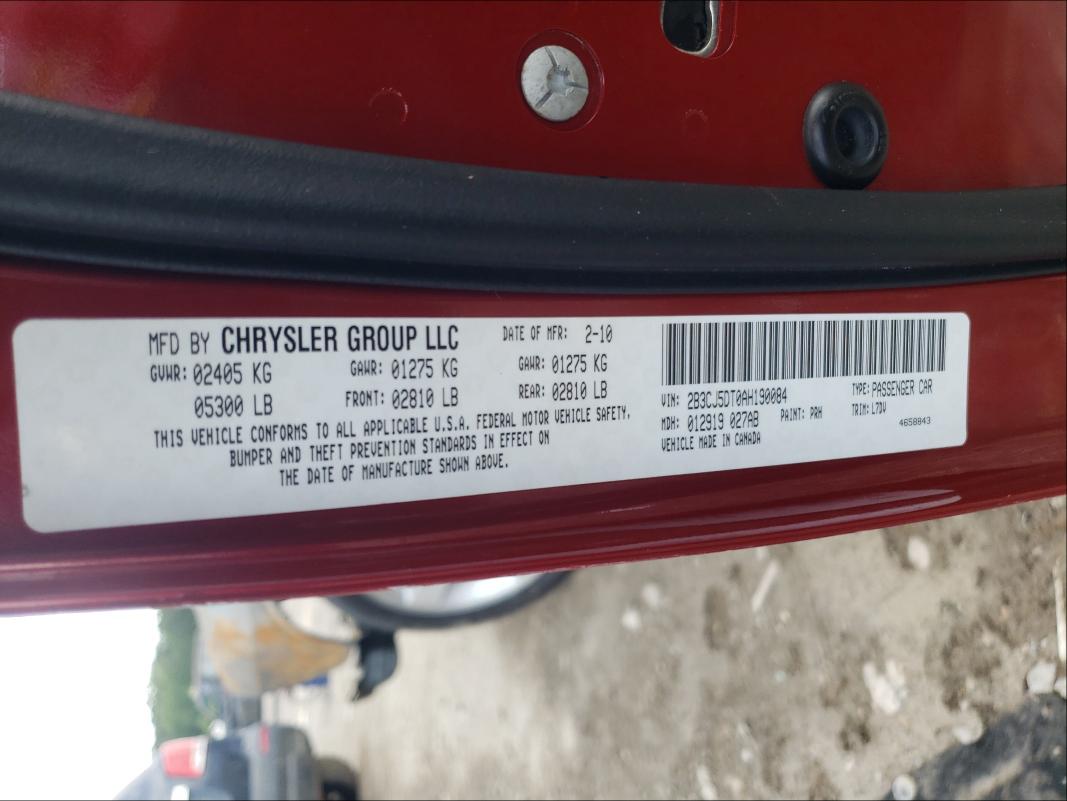 MFD BY CHRYSLER GROUP LLC
DATE OF MFR: 2-10
GVWR: 02405 KG
GAWR: 01275 KG
GAWR: 01275 KG
05300 LB
FRONT: 02810 LB
REAR: 02810 LB
THIS VEHICLE CONFORMS TO ALL APPLICABLE U.S.A. FEDERAL MOTOR VEHICLE SAFETY,
BUMPER AND THEFT PREVENTION STANDARDS IN EFFECT ON
THE DATE OF MANUFACTURE SHOWN ABOVE.
VIN: 2B3CJ5DT0AH190084
TYPE: PASSENGER CAR
MDH: 012919 027AB
PAINT: PRH
TRIM: L7DV
VEHICLE MADE IN CANADA
4658843